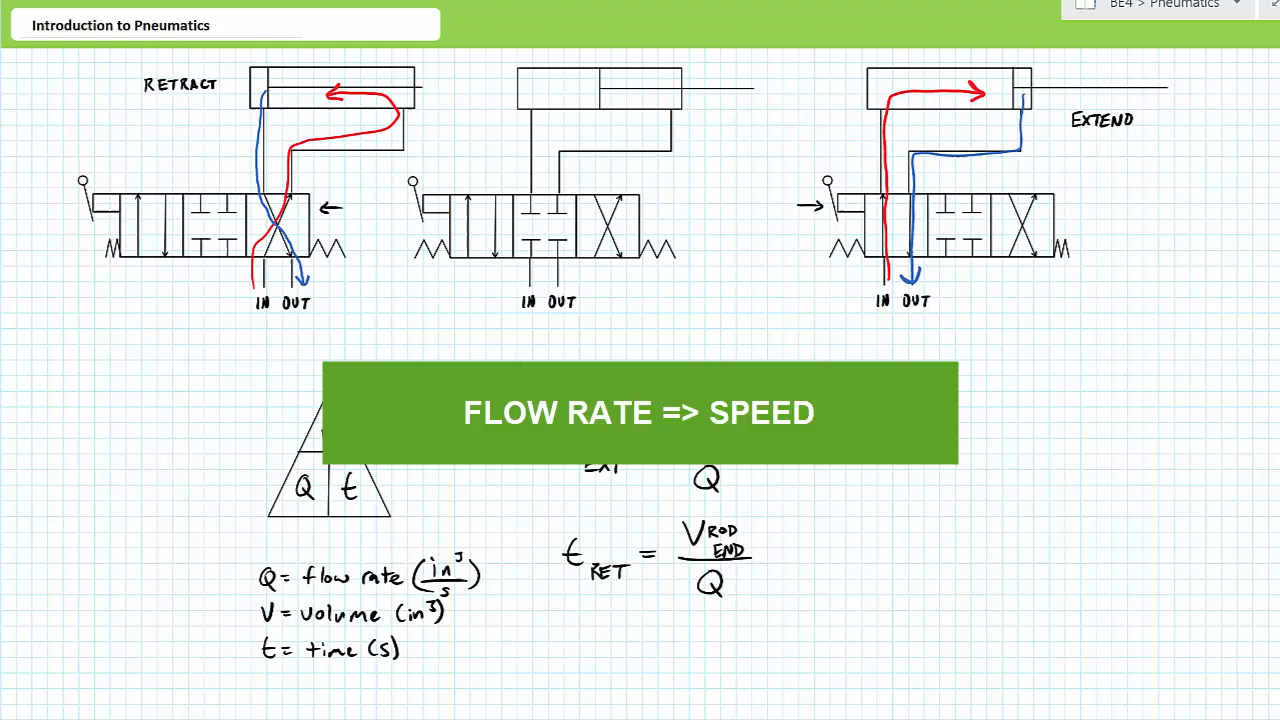 BE4 > Pneumatics
Introduction to Pneumatics
RETRACT
EXTEND
IN OUT
IN OUT
IN OUT
FLOW RATE => SPEED
EXT
Q
Q t
t RET = V ROD END
Q
Q = flow rate (in³/s)
V = volume (in³)
t = time (s)